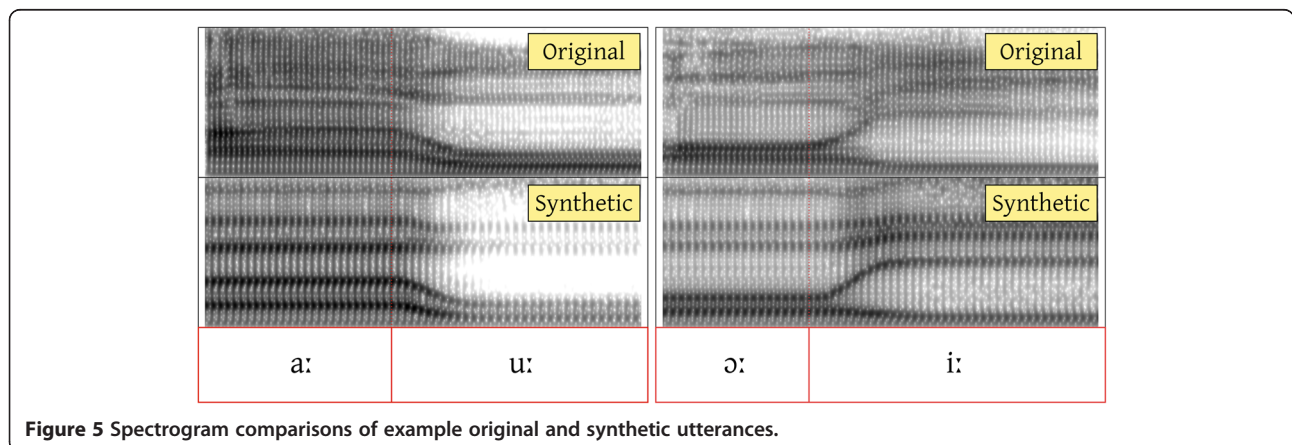 Original
Original
Synthetic
Synthetic
aː uː ɔː iː
Figure 5 Spectrogram comparisons of example original and synthetic utterances.